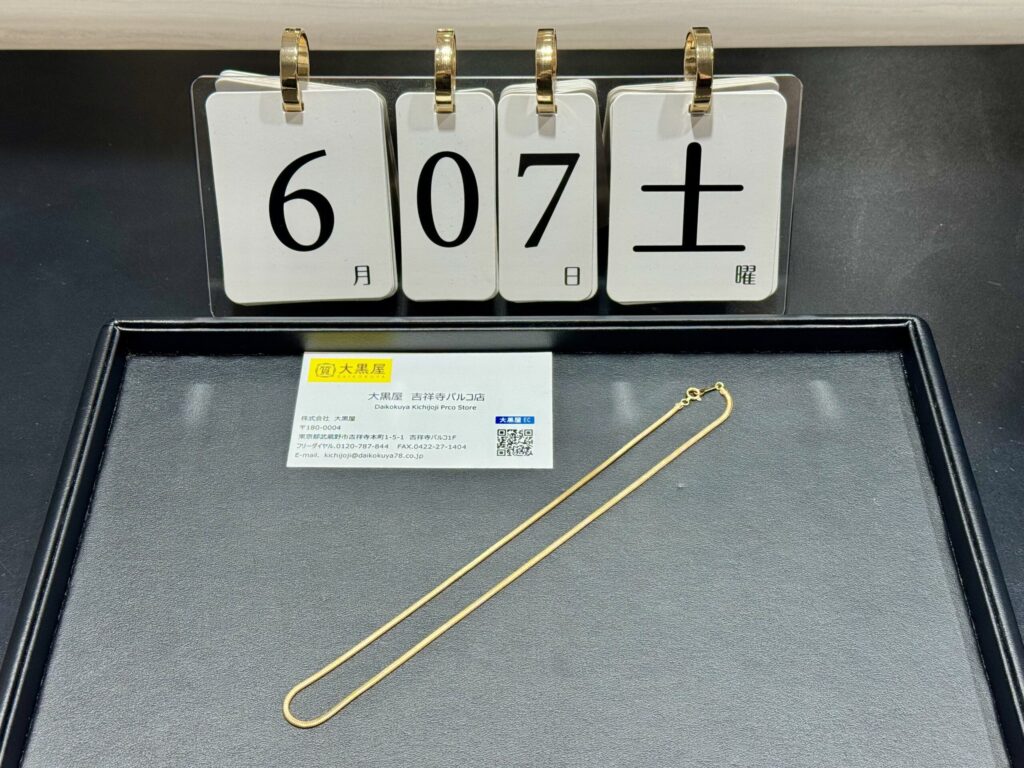 6月 07日 土曜
質 大黒屋
DAIKOKUYA
大黒屋 吉祥寺パルコ店
Daikokuya Kichijoji Prco Store
株式会社 大黒屋
〒180-0004
東京都武蔵野市吉祥寺本町1-5-1 吉祥寺パルコ1F
フリーダイヤル.0120-787-844 FAX.0422-27-1404
E-mail. kichijoji@daikokuya78.co.jp
大黒屋 EC